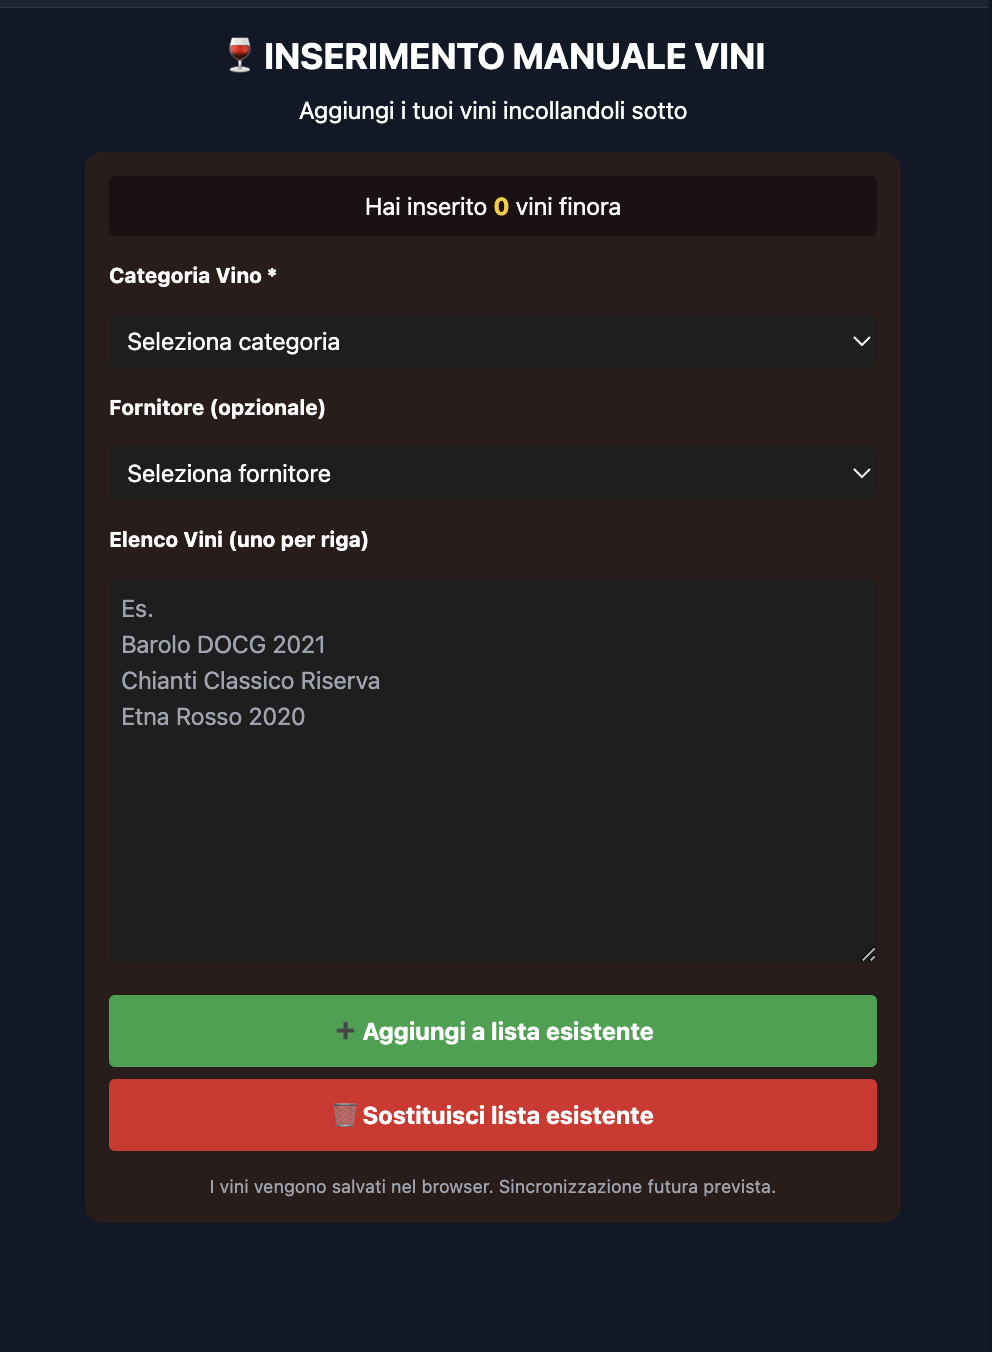 🍷 INSERIMENTO MANUALE VINI
Aggiungi i tuoi vini incollandoli sotto
Hai inserito 0 vini finora
Categoria Vino *
Seleziona categoria
Fornitore (opzionale)
Seleziona fornitore
Elenco Vini (uno per riga)
Es.
Barolo DOCG 2021
Chianti Classico Riserva
Etna Rosso 2020
➕ Aggiungi a lista esistente
🗑️ Sostituisci lista esistente
I vini vengono salvati nel browser. Sincronizzazione futura prevista.